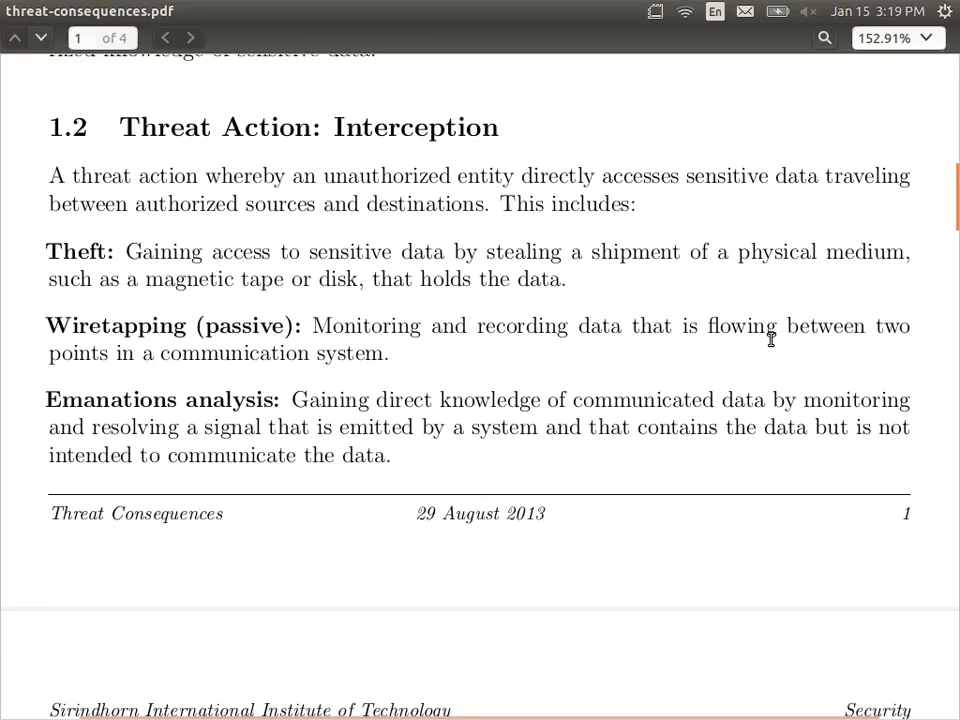 threat-consequences.pdf
En
Jan 15 3:19 PM
1 of 4
152.91%
rized knowledge of sensitive data.
1.2 Threat Action: Interception
A threat action whereby an unauthorized entity directly accesses sensitive data traveling
between authorized sources and destinations. This includes:
Theft: Gaining access to sensitive data by stealing a shipment of a physical medium,
such as a magnetic tape or disk, that holds the data.
Wiretapping (passive): Monitoring and recording data that is flowing between two
points in a communication system.
Emanations analysis: Gaining direct knowledge of communicated data by monitoring
and resolving a signal that is emitted by a system and that contains the data but is not
intended to communicate the data.
Threat Consequences 29 August 2013 1
Sirindhorn International Institute of Technology Security